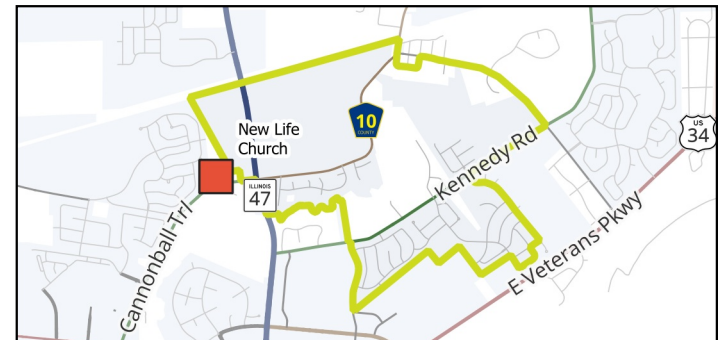 New Life
Church
10
COUNTY
ILLINOIS
47
Kennedy Rd
US
34
E Veterans Pkwy
Cannonball Trl